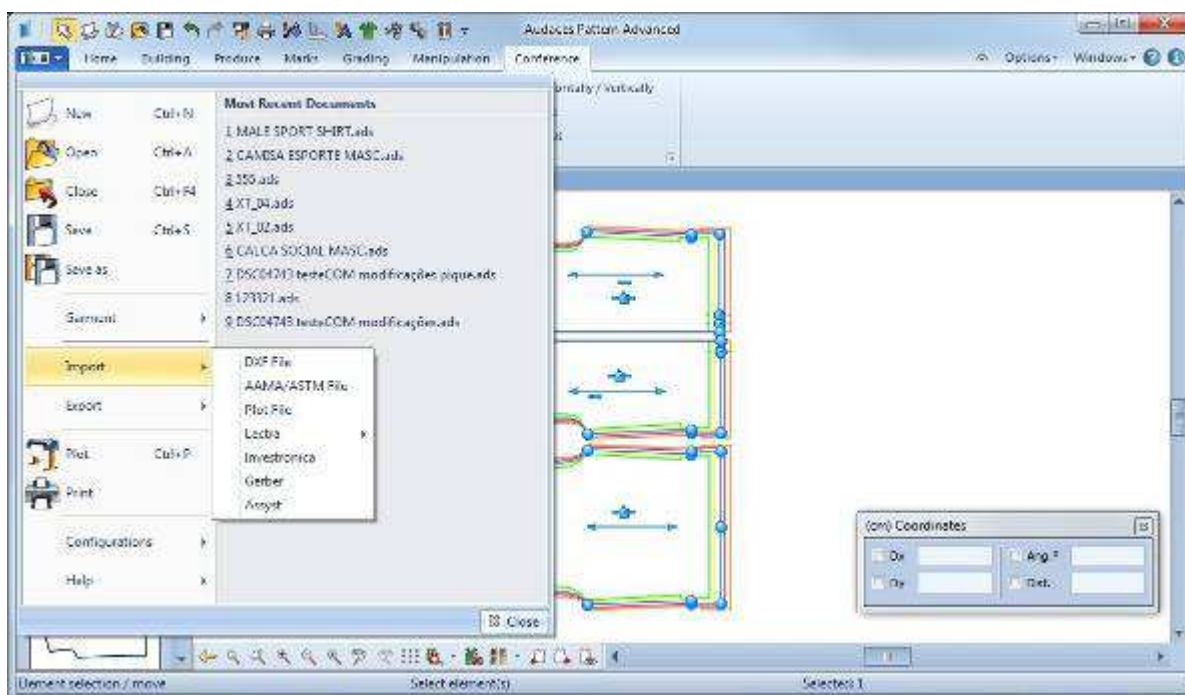 Audaces Pattern Advanced
Home Building Produce Marks Grading Manipulation Conference Options Windows
ontally / Vertically
New Ctrl+N
Open Ctrl+A
Close Ctrl+F4
Save Ctrl+S
Save as
Garment
Import
Export
Plot Ctrl+P
Print
Configurations
Help
Most Recent Documents
1 MALE SPORT SHIRT.ads
2 CAMISA ESPORTE MASC.ads
3 555.ads
4 XT_04.ads
5 XT_02.ads
6 CALCA SOCIAL MASC.ads
7 DSC04743 testeCOM modificações pique.ads
8 123321.ads
9 DSC04743 testeCOM modificações.ads
DXF File
AAMA/ASTM File
Plot File
Lectra
Investronica
Gerber
Assyst
Close
(cm) Coordinates
Dx Ang.º
Dy Dist.
Element selection / move Select element(s) Selected: 1